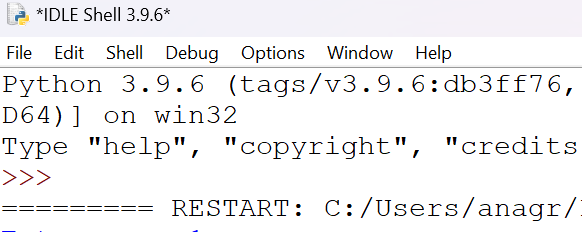 *IDLE Shell 3.9.6*
File Edit Shell Debug Options Window Help
Python 3.9.6 (tags/v3.9.6:db3ff76,
D64)] on win32
Type "help", "copyright", "credits
>>>
========= RESTART: C:/Users/anagr/